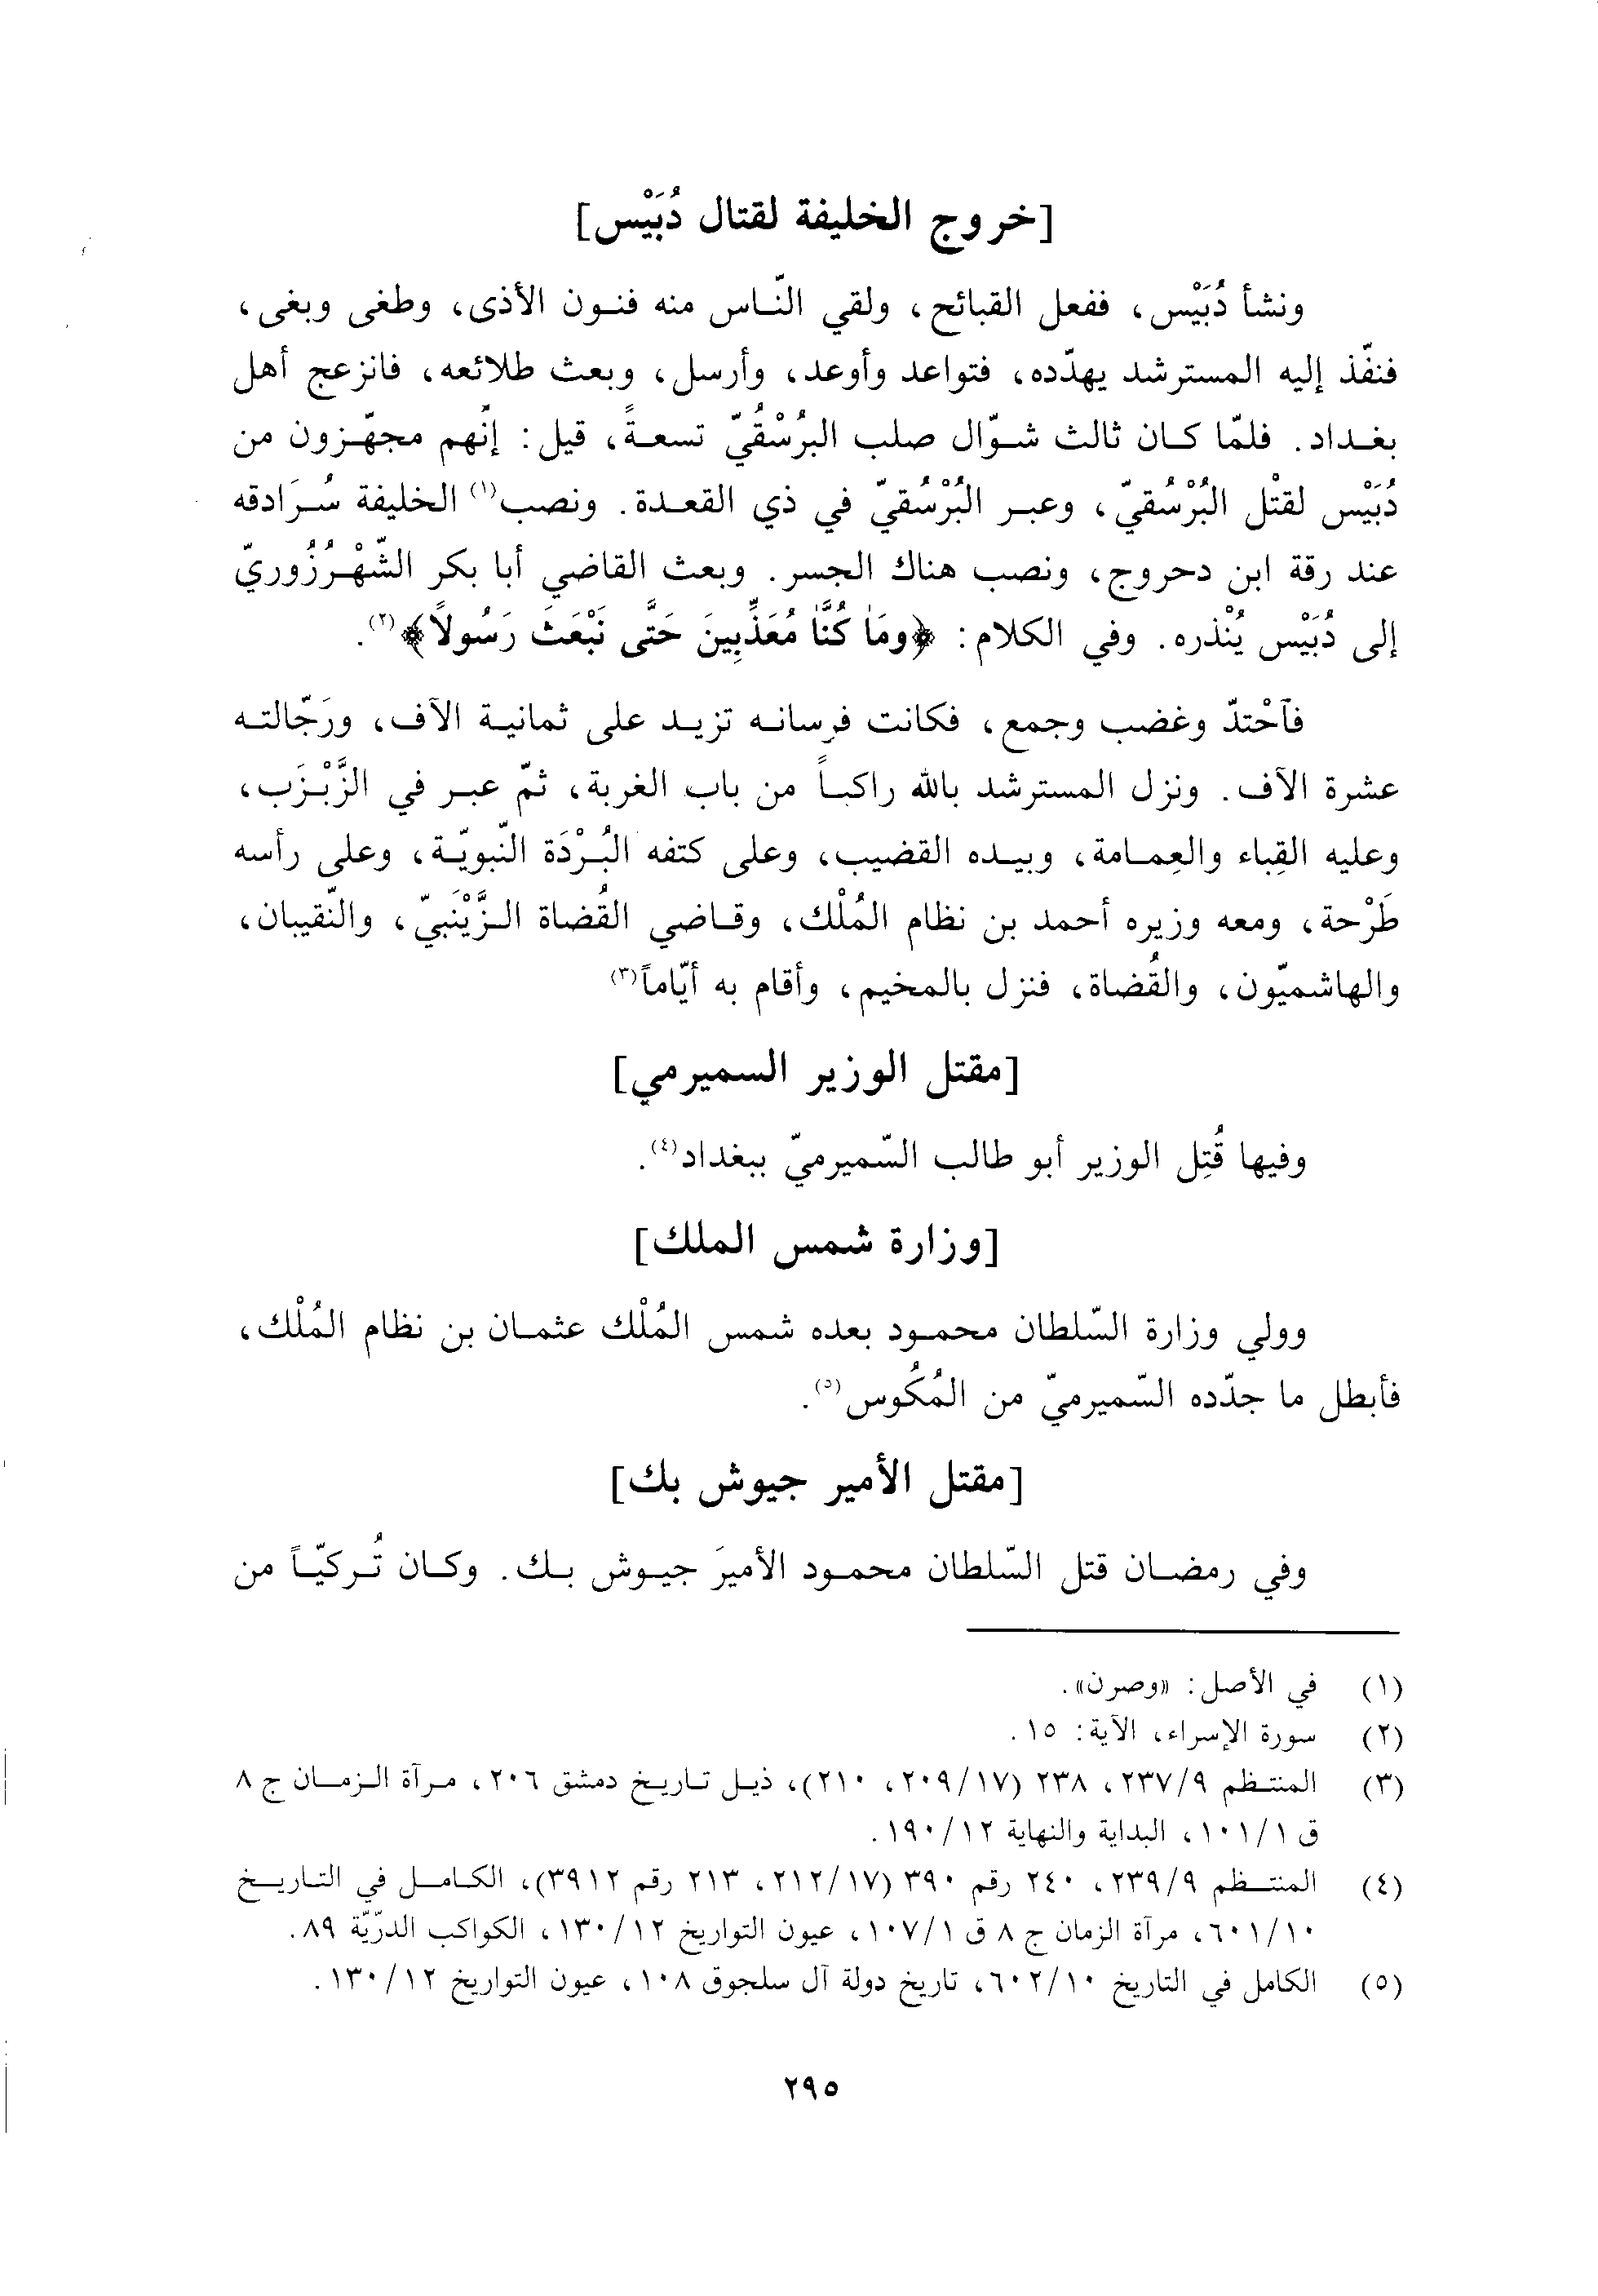 [خروج الخليفة لقتال دُبَيْس]
ونشأ دُبَيْس، ففعل القبائح، ولقي النّاس منه فنون الأذى، وطغى وبغى،
فنفّذ إليه المسترشد يهدّده، فتواعد وأوعد، وأرسل، وبعث طلائعه، فانزعج أهل
بغداد. فلمّا كان ثالث شوّال صلب البرُسْقُيّ تسعةً، قيل: إنّهم مجهّزون من
دُبَيْس لقتْل البُرْسُقيّ، وعبر البُرْسُقيّ في ذي القعدة. ونصب(١) الخليفة سُرَادقه
عند رقة ابن دحروج، ونصب هناك الجسر. وبعث القاضي أبا بكر الشّهْرُزُوريّ
إلى دُبَيْس يُنْذره. وفي الكلام: ﴿ومَا كُنَّا مُعَذِّبِينَ حَتَّى نَبْعَثَ رَسُولاً﴾(٢).
فآحْتدّ وغضب وجمع، فكانت فرسانه تزيد على ثمانية الآف، ورَجّالته
عشرة الآف. ونزل المسترشد بالله راكباً من باب الغربة، ثمّ عبر في الزَّبْزَب،
وعليه القِباء والعِمامة، وبيده القضيب، وعلى كتفه البُرْدَة النّبويّة، وعلى رأسه
طَرْحة، ومعه وزيره أحمد بن نظام المُلْك، وقاضي القُضاة الزَّيْنَبيّ، والنّقيبان،
والهاشميّون، والقُضاة، فنزل بالمخيم، وأقام به أيّاماً(٣)
[مقتل الوزير السميرمي]
وفيها قُتِل الوزير أبو طالب السّميرميّ ببغداد(٤).
[وزارة شمس الملك]
وولي وزارة السّلطان محمود بعده شمس المُلْك عثمان بن نظام المُلْك،
فأبطل ما جدّده السّميرميّ من المُكُوس(٥).
[مقتل الأمير جيوش بك]
وفي رمضان قتل السّلطان محمود الأميرَ جيوش بك. وكان تُركيّاً من
(١) في الأصل: «وصرن».
(٢) سورة الإسراء، الآية: ١٥.
(٣) المنتظم ٢٣٧/٩، ٢٣٨ (٢٠٩/١٧، ٢١٠)، ذيل تاريخ دمشق ٢٠٦، مرآة الزمان ج ٨
ق ١٠١/١، البداية والنهاية ١٩٠/١٢.
(٤) المنتظم ٢٣٩/٩، ٢٤٠ رقم ٣٩٠ (٢١٢/١٧، ٢١٣ رقم ٣٩١٢)، الكامل في التاريخ
٦٠١/١٠، مرآة الزمان ج ٨ ق ١٠٧/١، عيون التواريخ ١٣٠/١٢، الكواكب الدرّيّة ٨٩.
(٥) الكامل في التاريخ ٦٠٢/١٠، تاريخ دولة آل سلجوق ١٠٨، عيون التواريخ ١٣٠/١٢.
٢٩٥